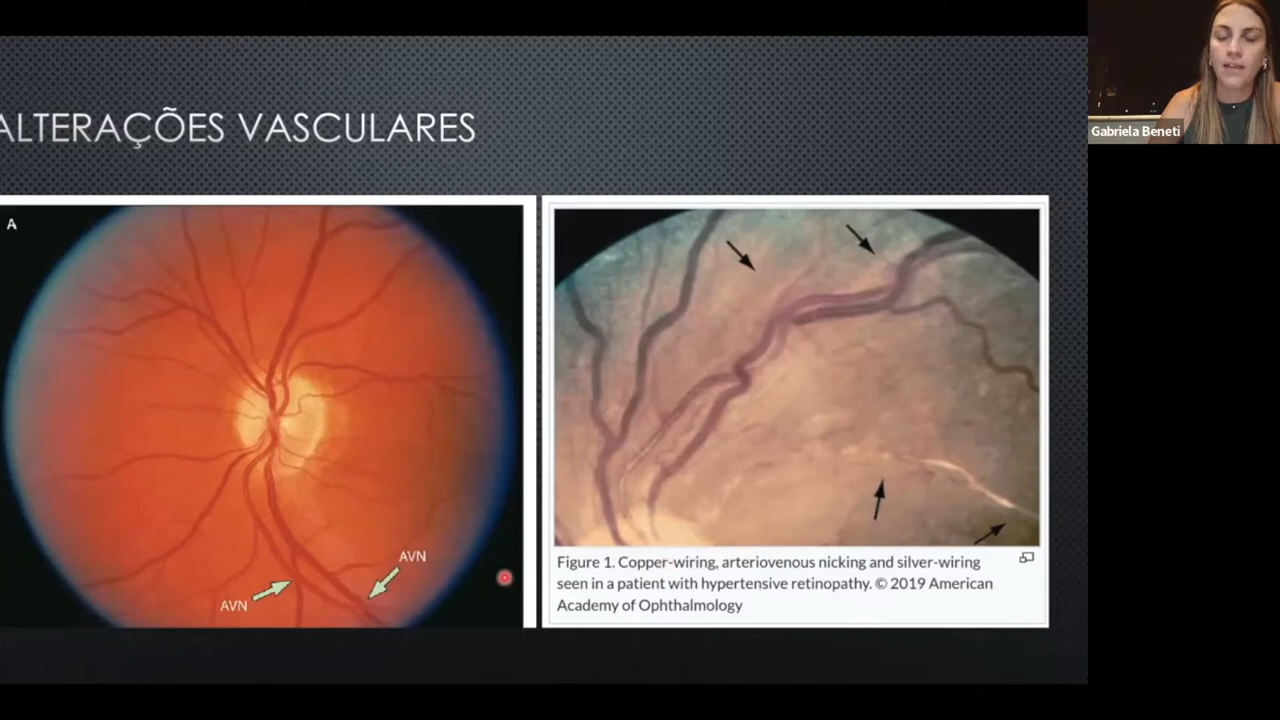 ALTERAÇÕES VASCULARES
Gabriela Beneti
A
AVN
AVN
Figure 1. Copper-wiring, arteriovenous nicking and silver-wiring
seen in a patient with hypertensive retinopathy. © 2019 American
Academy of Ophthalmology